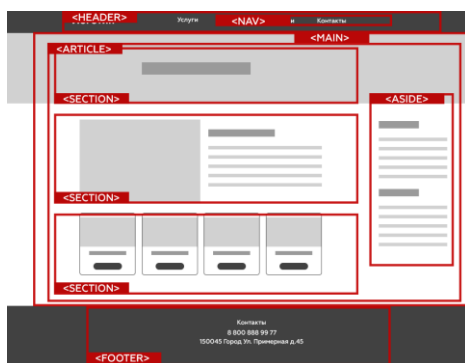 <HEADER>
Услуги <NAV> и Контакты
<MAIN>
<ARTICLE>
<SECTION>
<ASIDE>
<SECTION>
<SECTION>
Контакты
8 800 888 99 77
150045 Город Ул. Примерная д.45
<FOOTER>